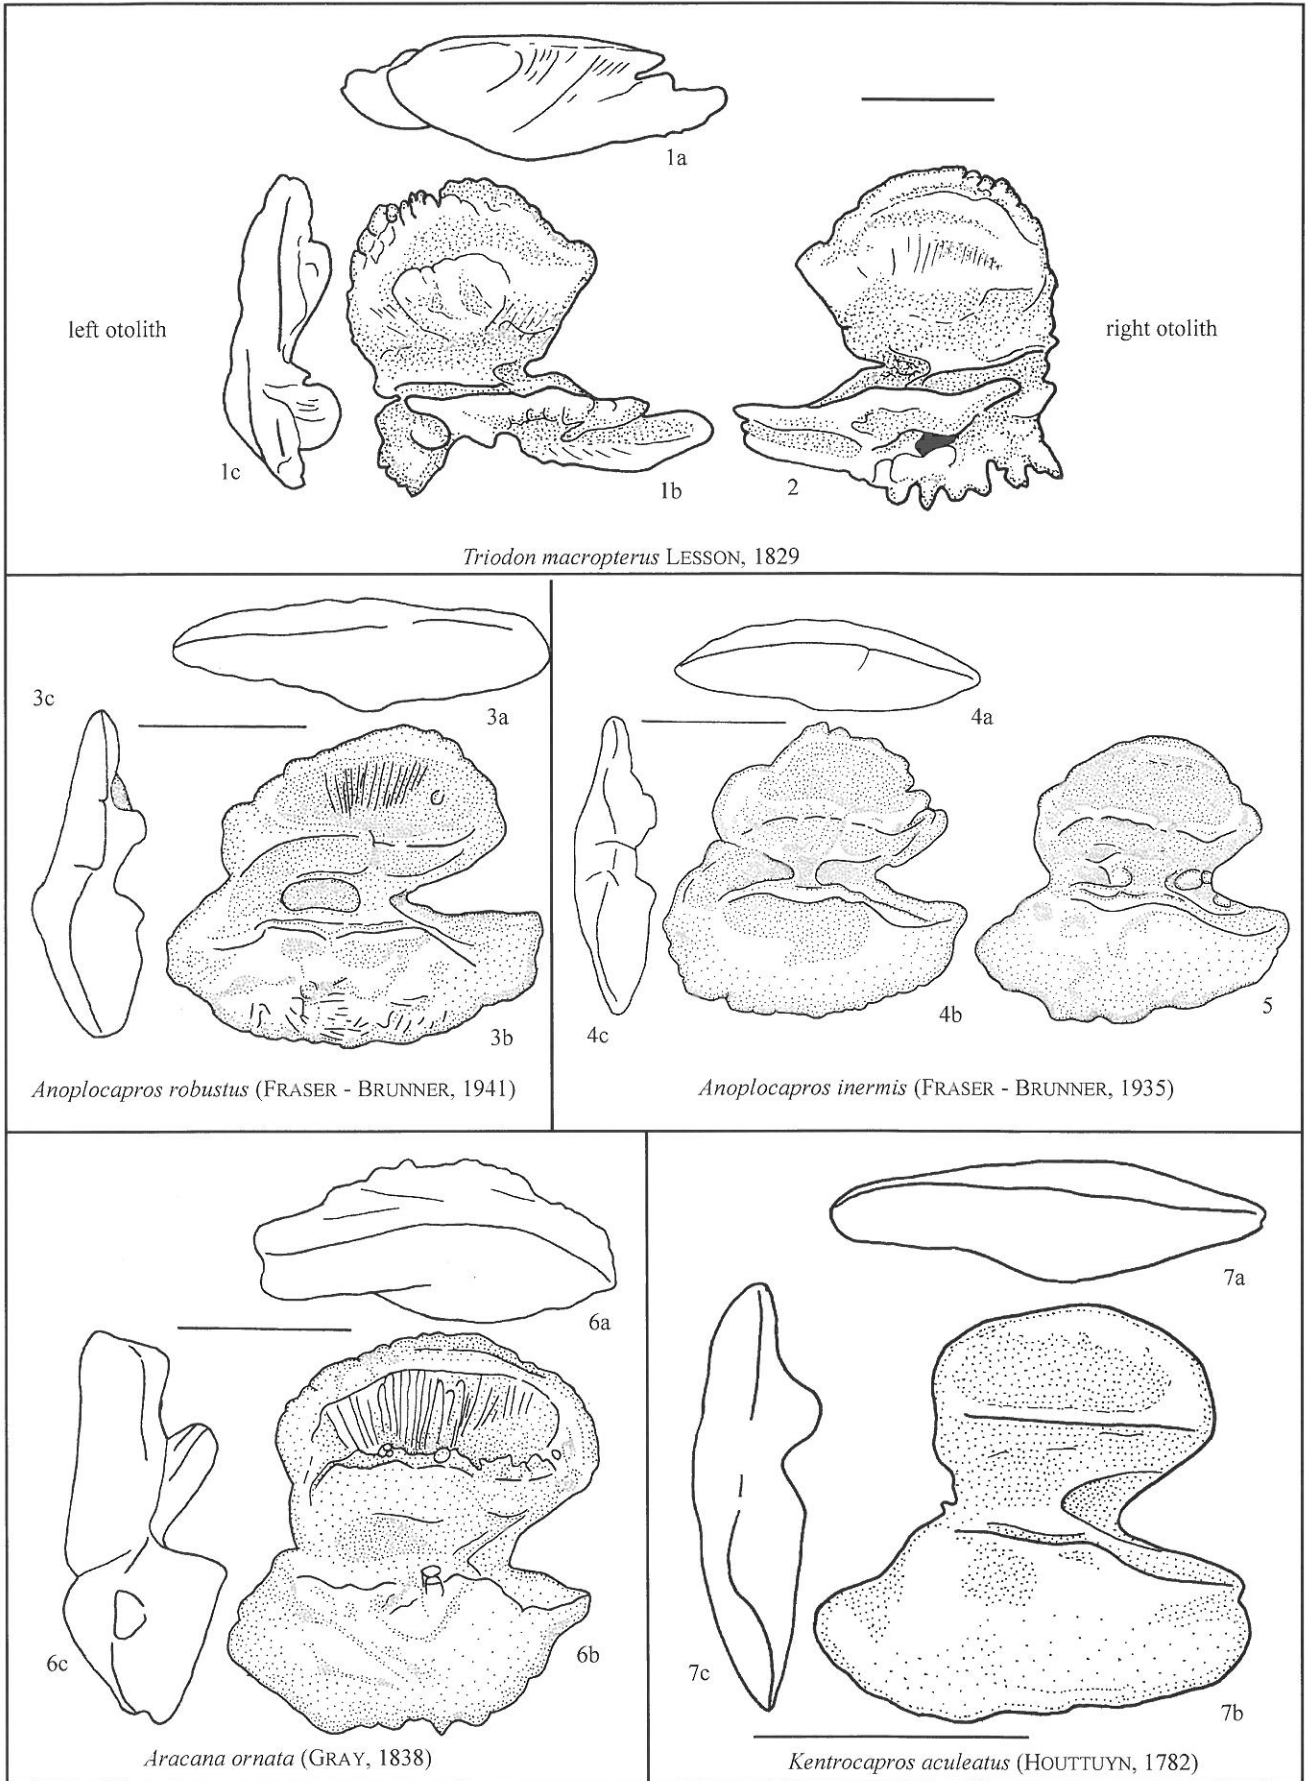 1a
left otolith
right otolith
1c
1b
2
Triodon macropterus LESSON, 1829
3c
3a
3b
Anoplocapros robustus (FRASER - BRUNNER, 1941)
4a
4c
4b
5
Anoplocapros inermis (FRASER - BRUNNER, 1935)
6a
6c
6b
Aracana ornata (GRAY, 1838)
7a
7c
7b
Kentrocapros aculeatus (HOUTTUYN, 1782)